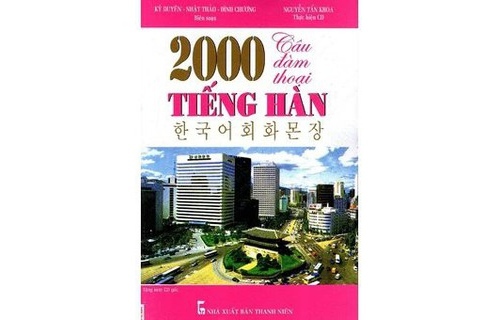 KỲ DUYÊN - NHẬT THẢO - ĐÌNH CHƯƠNG
Biên soạn
NGUYỄN TẤN KHOA
Thực hiện CD
2000
Câu
đàm
thoại
TIẾNG HÀN
한국어회화몬장
NHÀ XUẤT BẢN THANH NIÊN